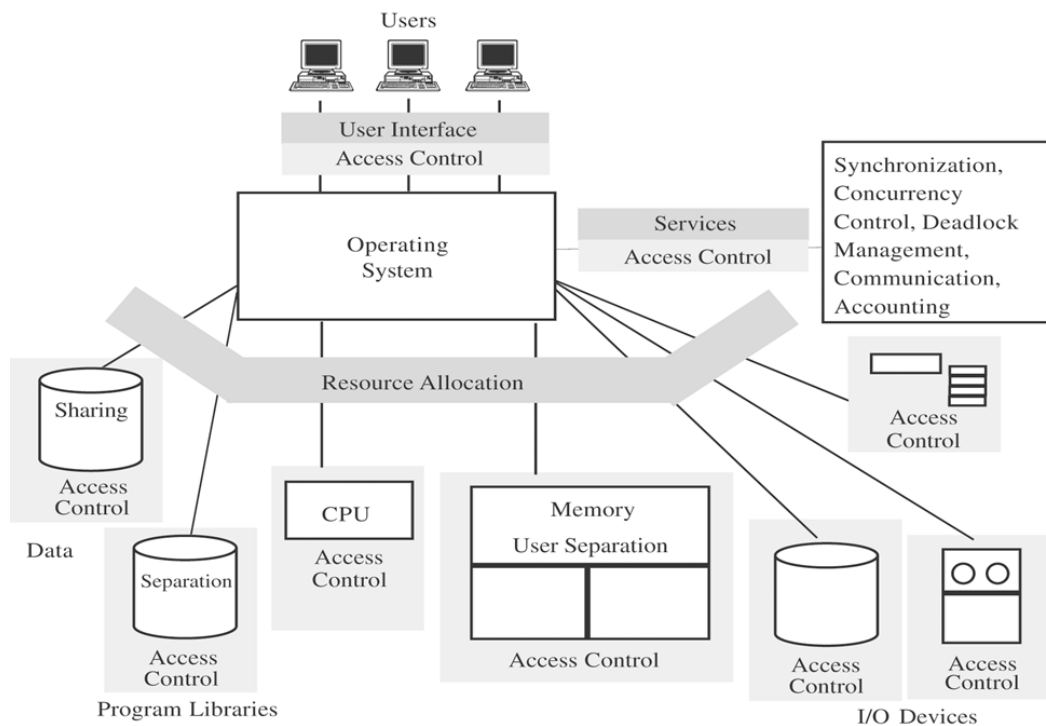 Users
User Interface
Access Control
Operating
System
Services
Access Control
Synchronization,
Concurrency
Control, Deadlock
Management,
Communication,
Accounting
Resource Allocation
Sharing
Access
Control
Data
Separation
Access
Control
Program Libraries
CPU
Access
Control
Memory
User Separation
Access Control
Access
Control
Access
Control
Access
Control
I/O Devices